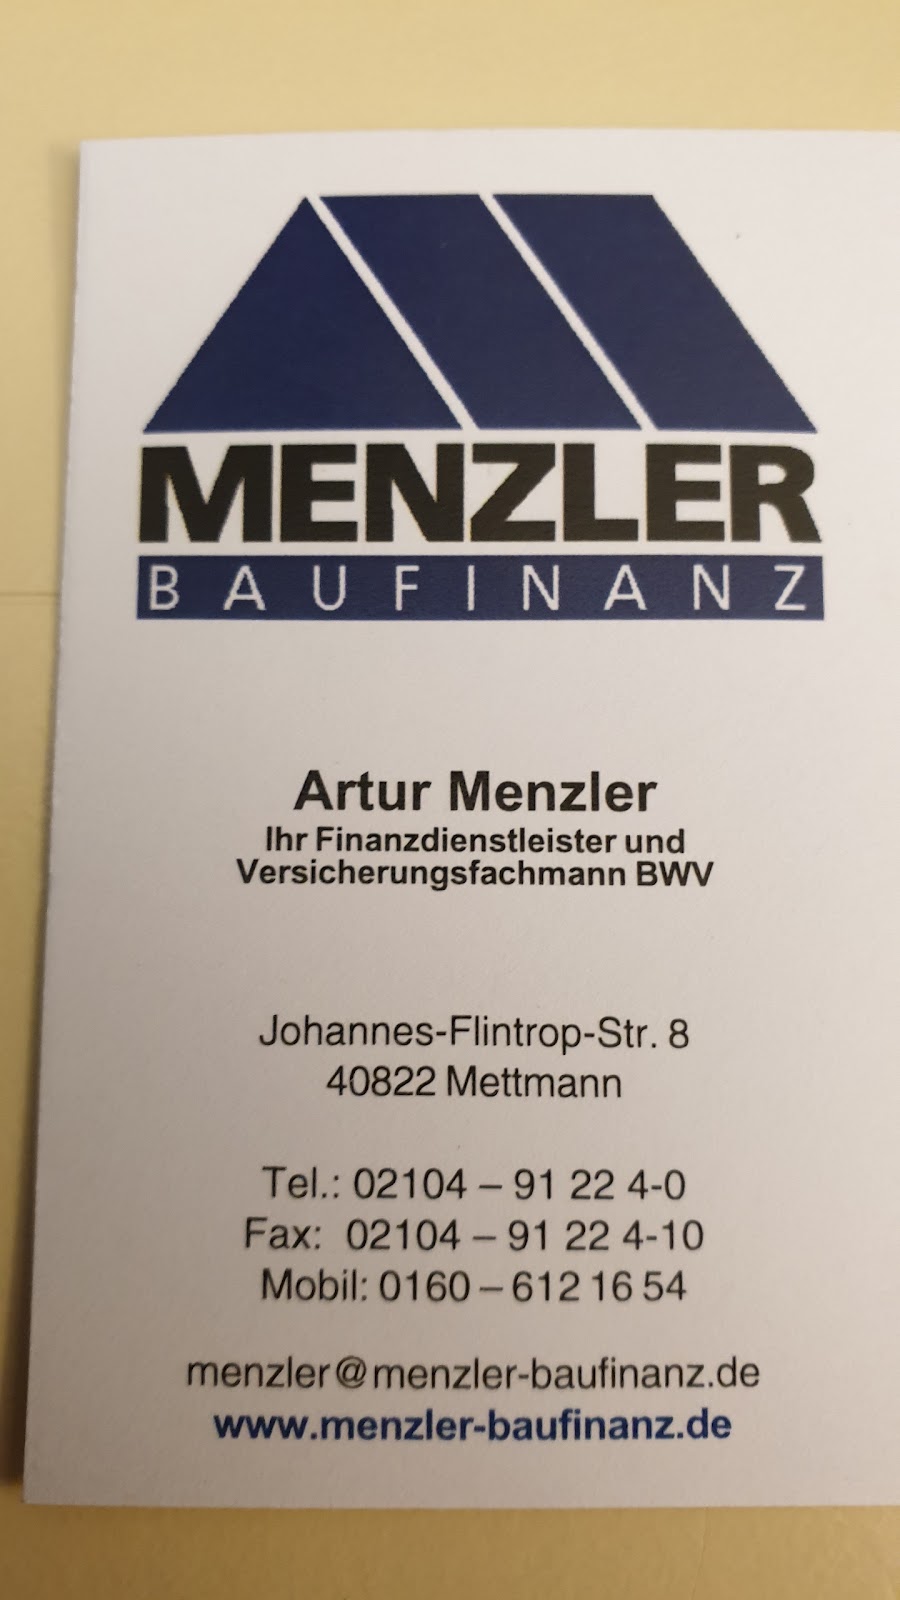 MENZLER
BAUFINANZ
Artur Menzler
Ihr Finanzdienstleister und
Versicherungsfachmann BWV
Johannes-Flintrop-Str. 8
40822 Mettmann
Tel.: 02104 – 91 22 4-0
Fax: 02104 – 91 22 4-10
Mobil: 0160 – 612 16 54
menzler@menzler-baufinanz.de
www.menzler-baufinanz.de